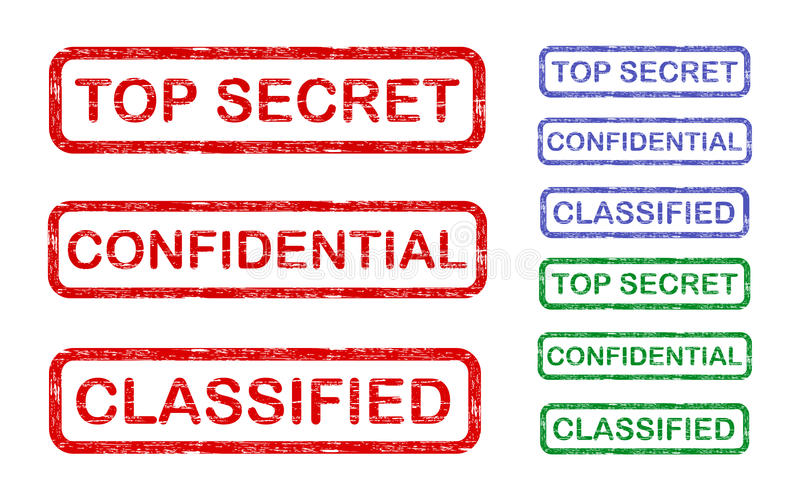 TOP SECRET
CONFIDENTIAL
CLASSIFIED
TOP SECRET
CONFIDENTIAL
CLASSIFIED
TOP SECRET
CONFIDENTIAL
CLASSIFIED